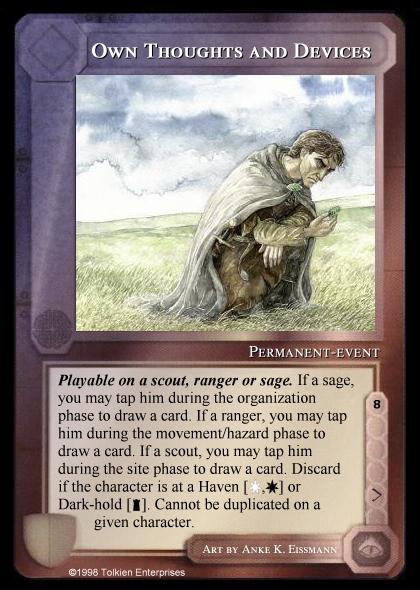 Own Thoughts and Devices
Permanent-event
Playable on a scout, ranger or sage. If a sage,
you may tap him during the organization
phase to draw a card. If a ranger, you may tap
him during the movement/hazard phase to
draw a card. If a scout, you may tap him
during the site phase to draw a card. Discard
if the character is at a Haven [ , ] or
Dark-hold [ ]. Cannot be duplicated on a
given character.
8
Art by Anke K. Eissmann
©1998 Tolkien Enterprises